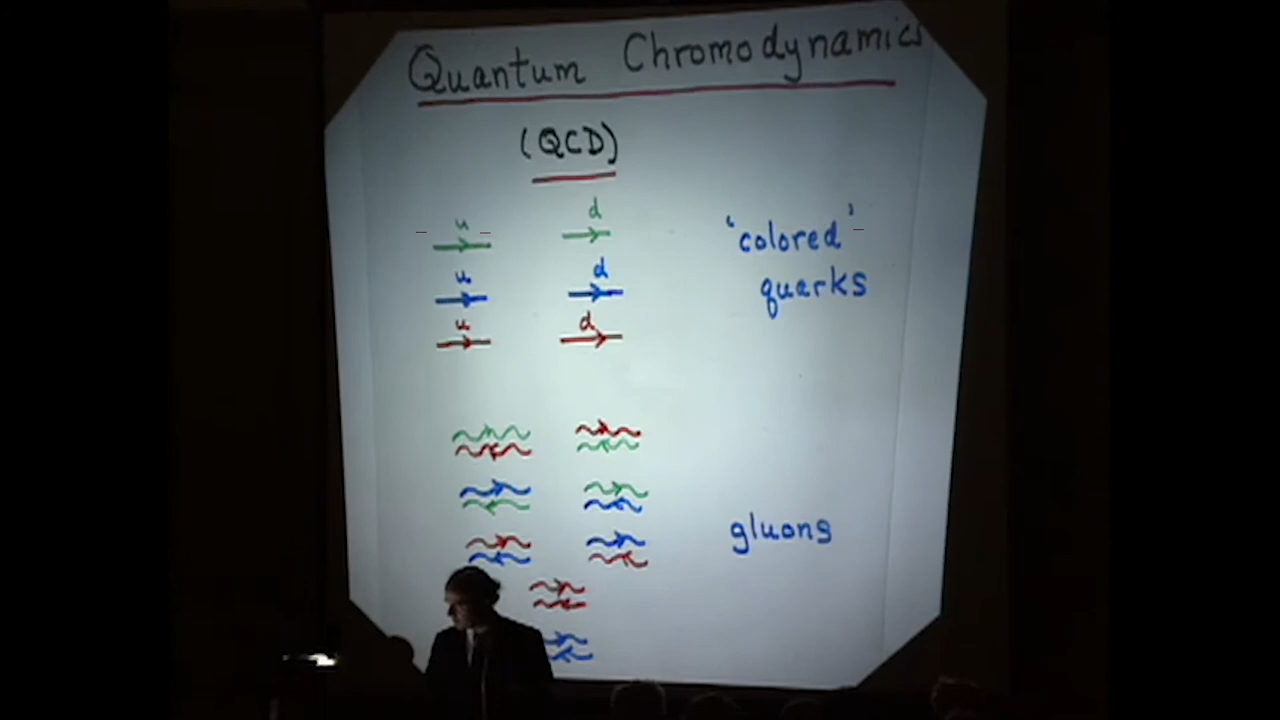 Quantum Chromodynamics
(QCD)
u d
'colored'
u d
quarks
u d
gluons